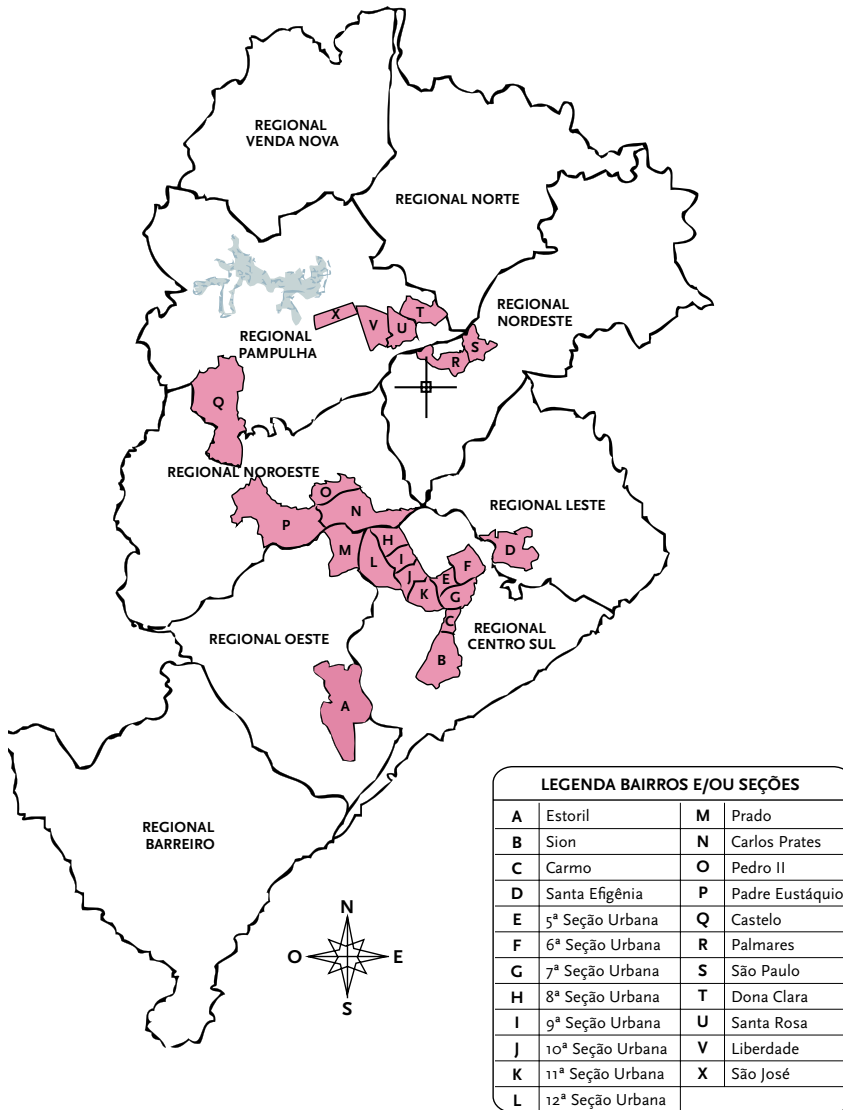 REGIONAL
VENDA NOVA
REGIONAL NORTE
REGIONAL
NORDESTE
REGIONAL
PAMPULHA
X
V
U
T
S
R
Q
REGIONAL NOROESTE
O
N
P
M
H
I
L
J
K
E
F
G
REGIONAL LESTE
D
C
B
REGIONAL
CENTRO SUL
REGIONAL OESTE
A
REGIONAL
BARREIRO
N
O
E
S
LEGENDA BAIRROS E/OU SEÇÕES
A Estoril M Prado
B Sion N Carlos Prates
C Carmo O Pedro II
D Santa Efigênia P Padre Eustáquio
E 5ª Seção Urbana Q Castelo
F 6ª Seção Urbana R Palmares
G 7ª Seção Urbana S São Paulo
H 8ª Seção Urbana T Dona Clara
I 9ª Seção Urbana U Santa Rosa
J 10ª Seção Urbana V Liberdade
K 11ª Seção Urbana X São José
L 12ª Seção Urbana